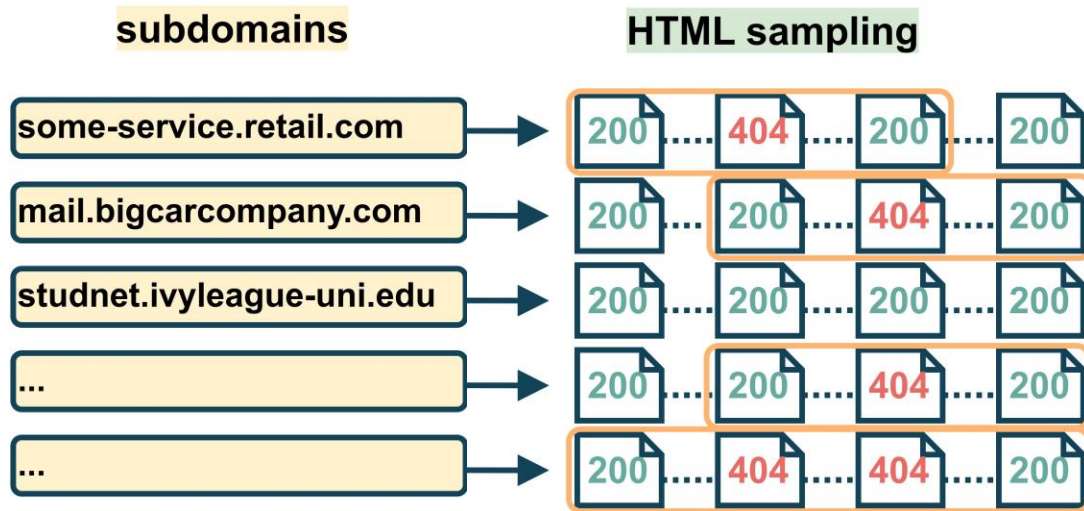 subdomains HTML sampling
some-service.retail.com 200 404 200 200
mail.bigcarcompany.com 200 200 404 200
studnet.ivyleague-uni.edu 200 200 200 200
... 200 200 404 200
... 200 404 404 200